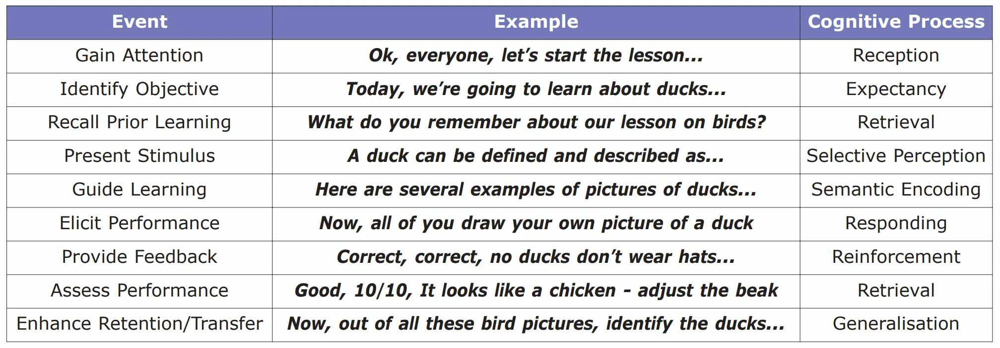 Event Example Cognitive Process
Gain Attention Ok, everyone, let’s start the lesson... Reception
Identify Objective Today, we’re going to learn about ducks... Expectancy
Recall Prior Learning What do you remember about our lesson on birds? Retrieval
Present Stimulus A duck can be defined and described as... Selective Perception
Guide Learning Here are several examples of pictures of ducks... Semantic Encoding
Elicit Performance Now, all of you draw your own picture of a duck Responding
Provide Feedback Correct, correct, no ducks don’t wear hats... Reinforcement
Assess Performance Good, 10/10, It looks like a chicken – adjust the beak Retrieval
Enhance Retention/Transfer Now, out of all these bird pictures, identify the ducks... Generalisation